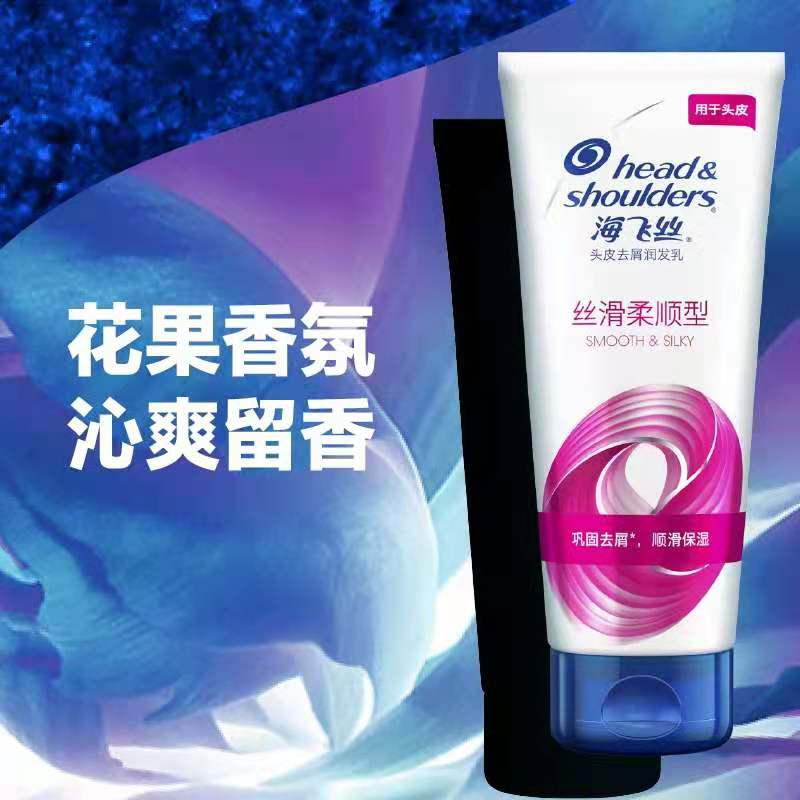 花果香氛
沁爽留香
用于头皮
head &
shoulders®
海飞丝®
头皮去屑润发乳
丝滑柔顺型
SMOOTH & SILKY
巩固去屑*，顺滑保湿